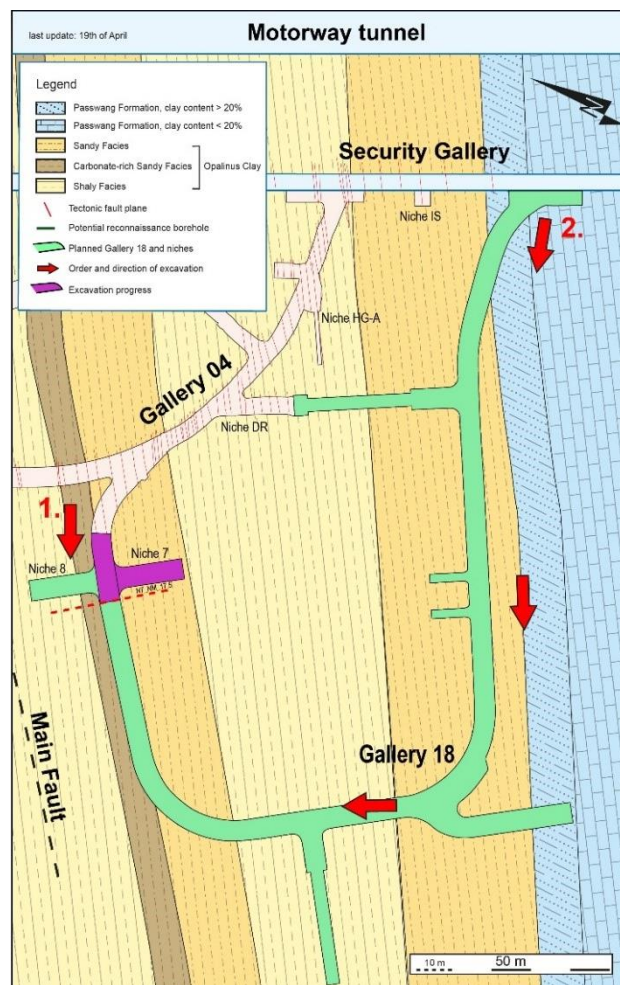 last update: 19th of April
Motorway tunnel
Legend
Passwang Formation, clay content > 20%
Passwang Formation, clay content < 20%
Sandy Facies
Carbonate-rich Sandy Facies
Opalinus Clay
Shaly Facies
Tectonic fault plane
Potential reconnaissance borehole
Planned Gallery 18 and niches
Order and direction of excavation
Excavation progress
N
Security Gallery
Niche IS
2.
Niche HG-A
Gallery 04
Niche DR
1.
Niche 7
Niche 8
Main Fault
Gallery 18
10 m
50 m